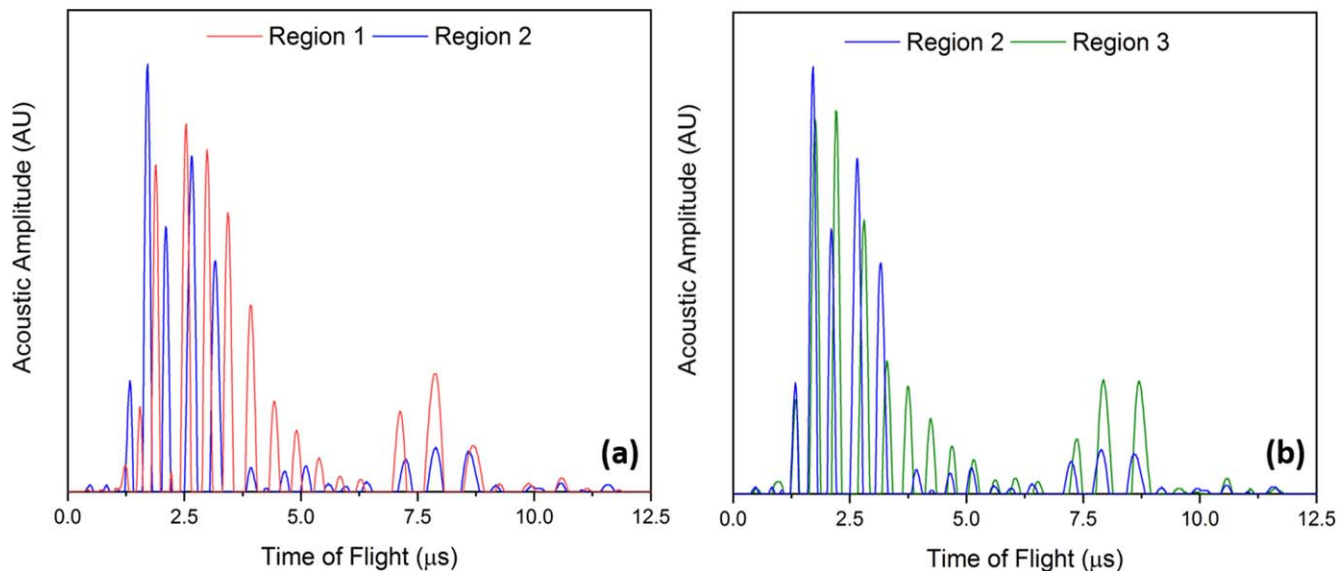 Region 1 Region 2
Acoustic Amplitude (AU)
(a)
0.0 2.5 5.0 7.5 10.0 12.5
Time of Flight (μs)
Region 2 Region 3
Acoustic Amplitude (AU)
(b)
0.0 2.5 5.0 7.5 10.0 12.5
Time of Flight (μs)